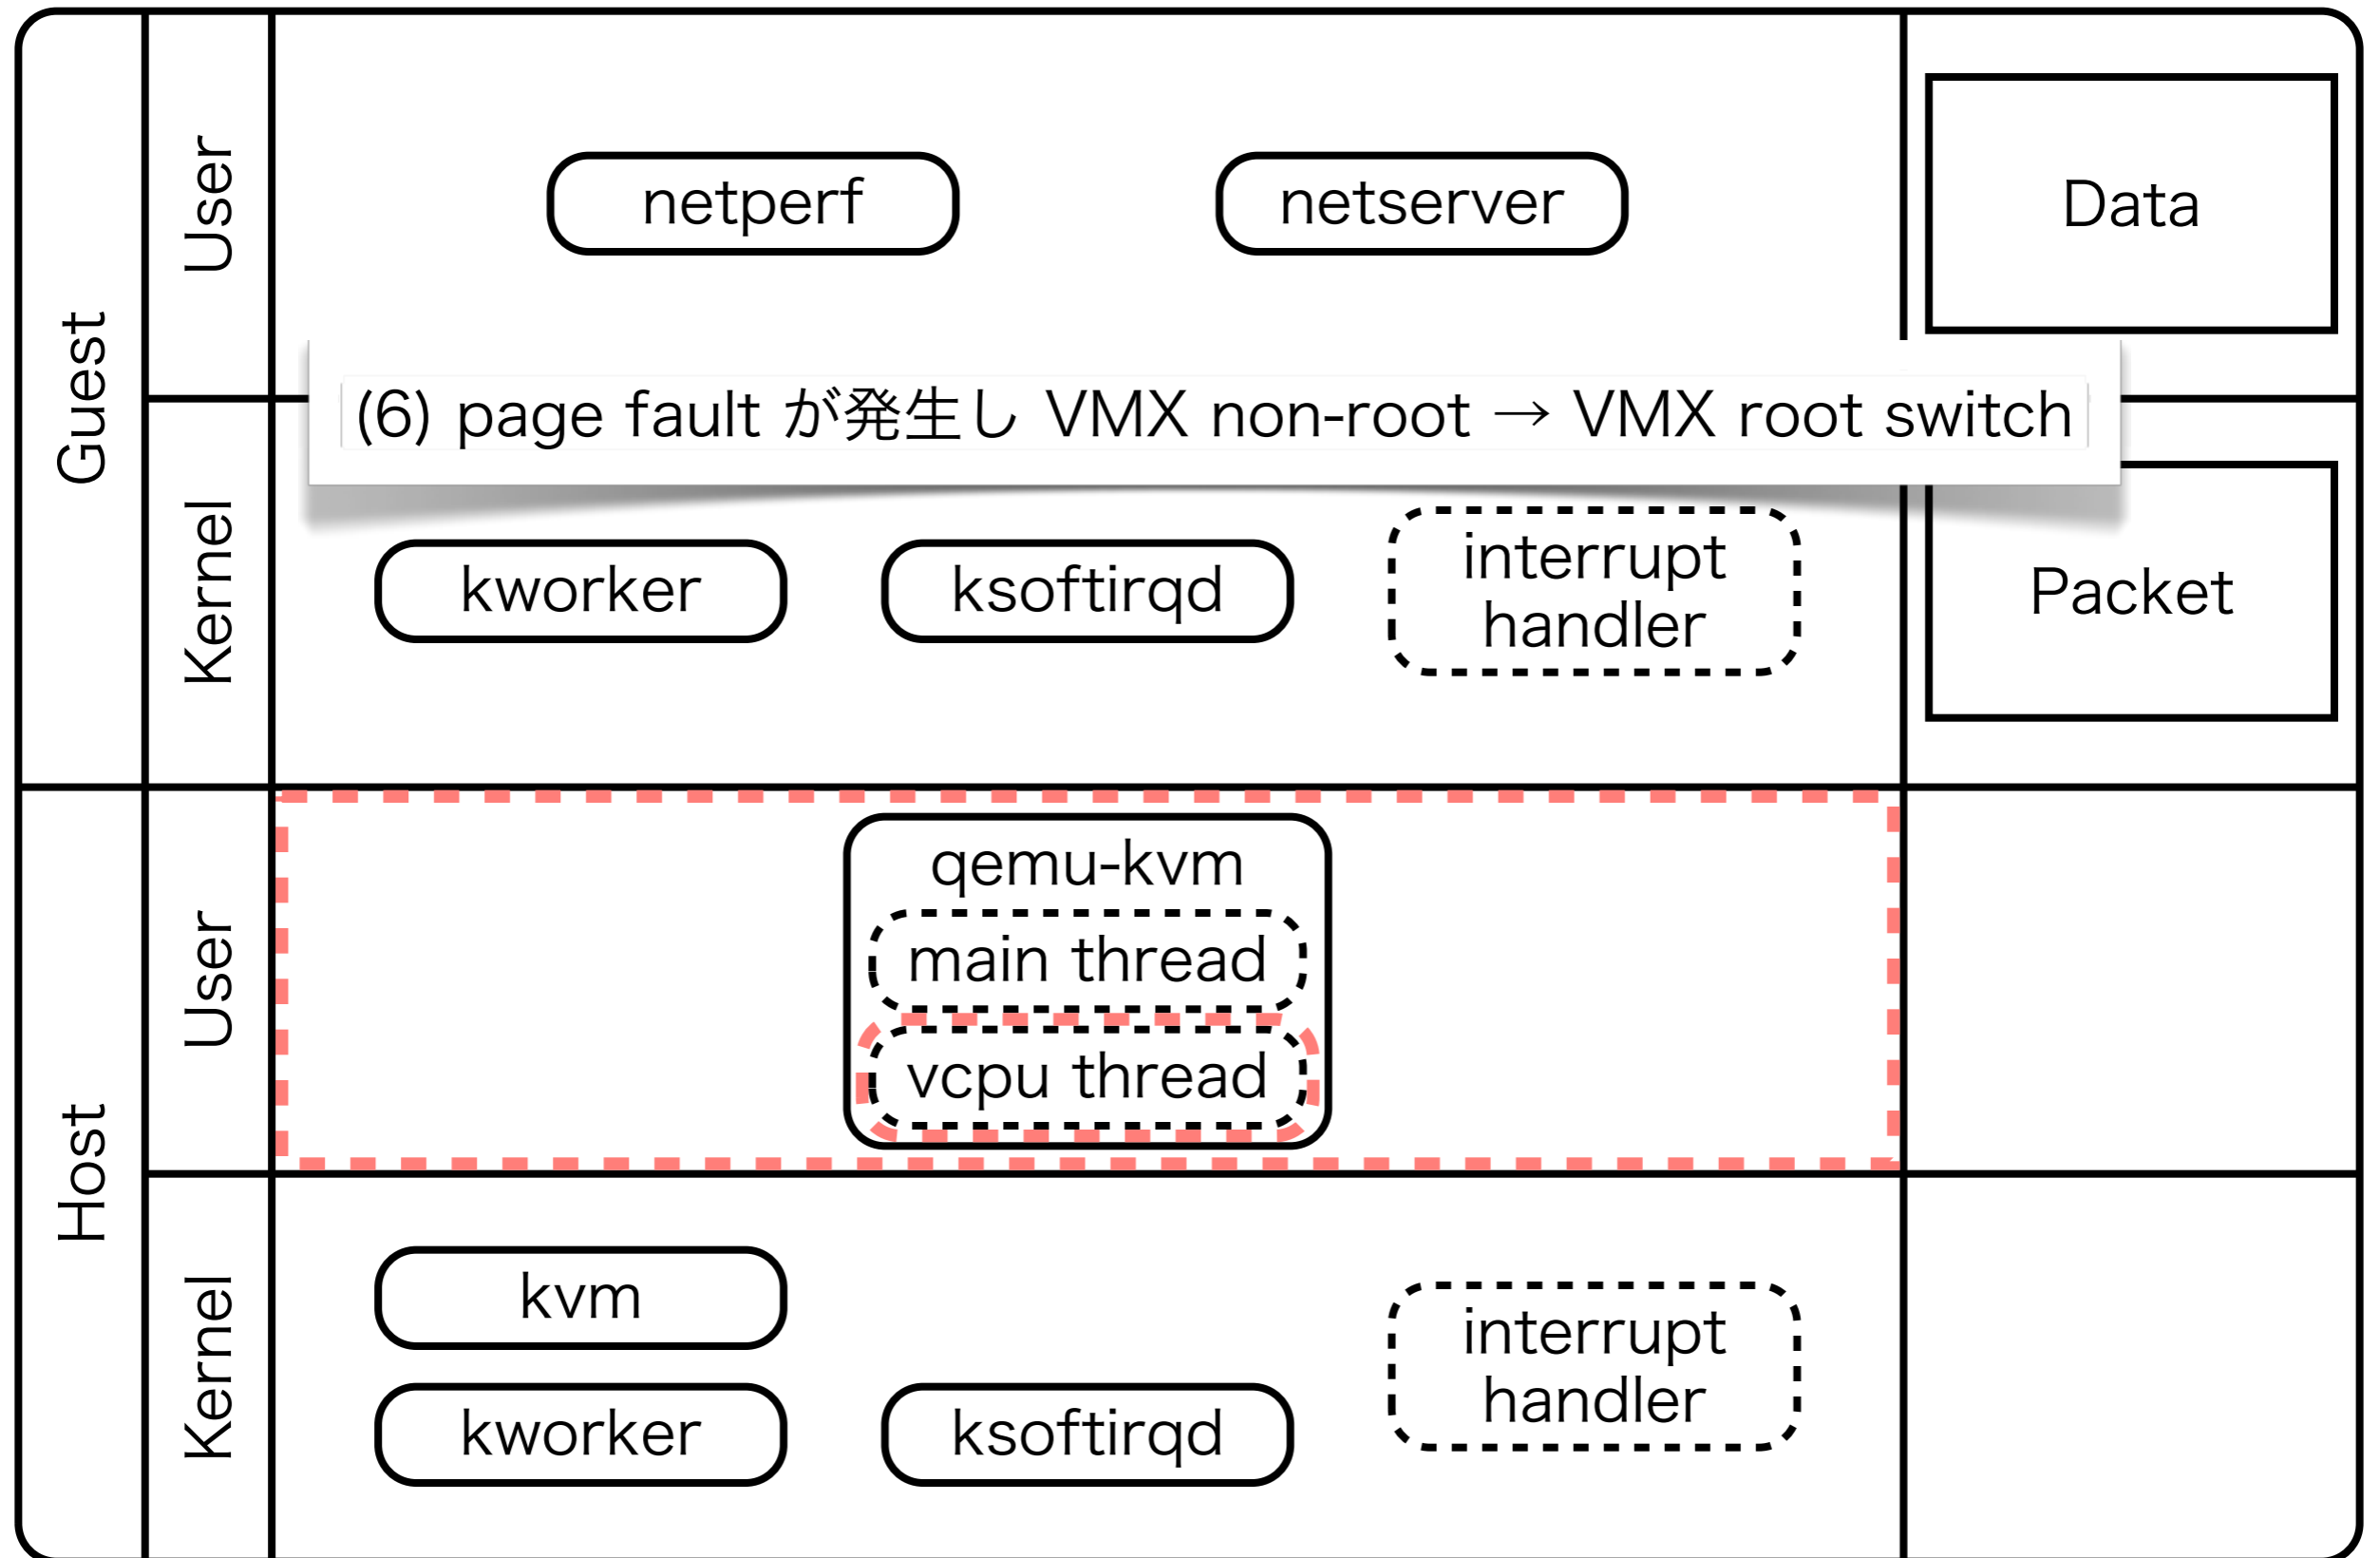 Guest
User
netperf
netserver
Data
(6) page fault が発生し VMX non-root → VMX root switch
Kernel
kworker
ksoftirqd
interrupt
handler
Packet
Host
User
qemu-kvm
main thread
vcpu thread
Kernel
kvm
kworker
ksoftirqd
interrupt
handler